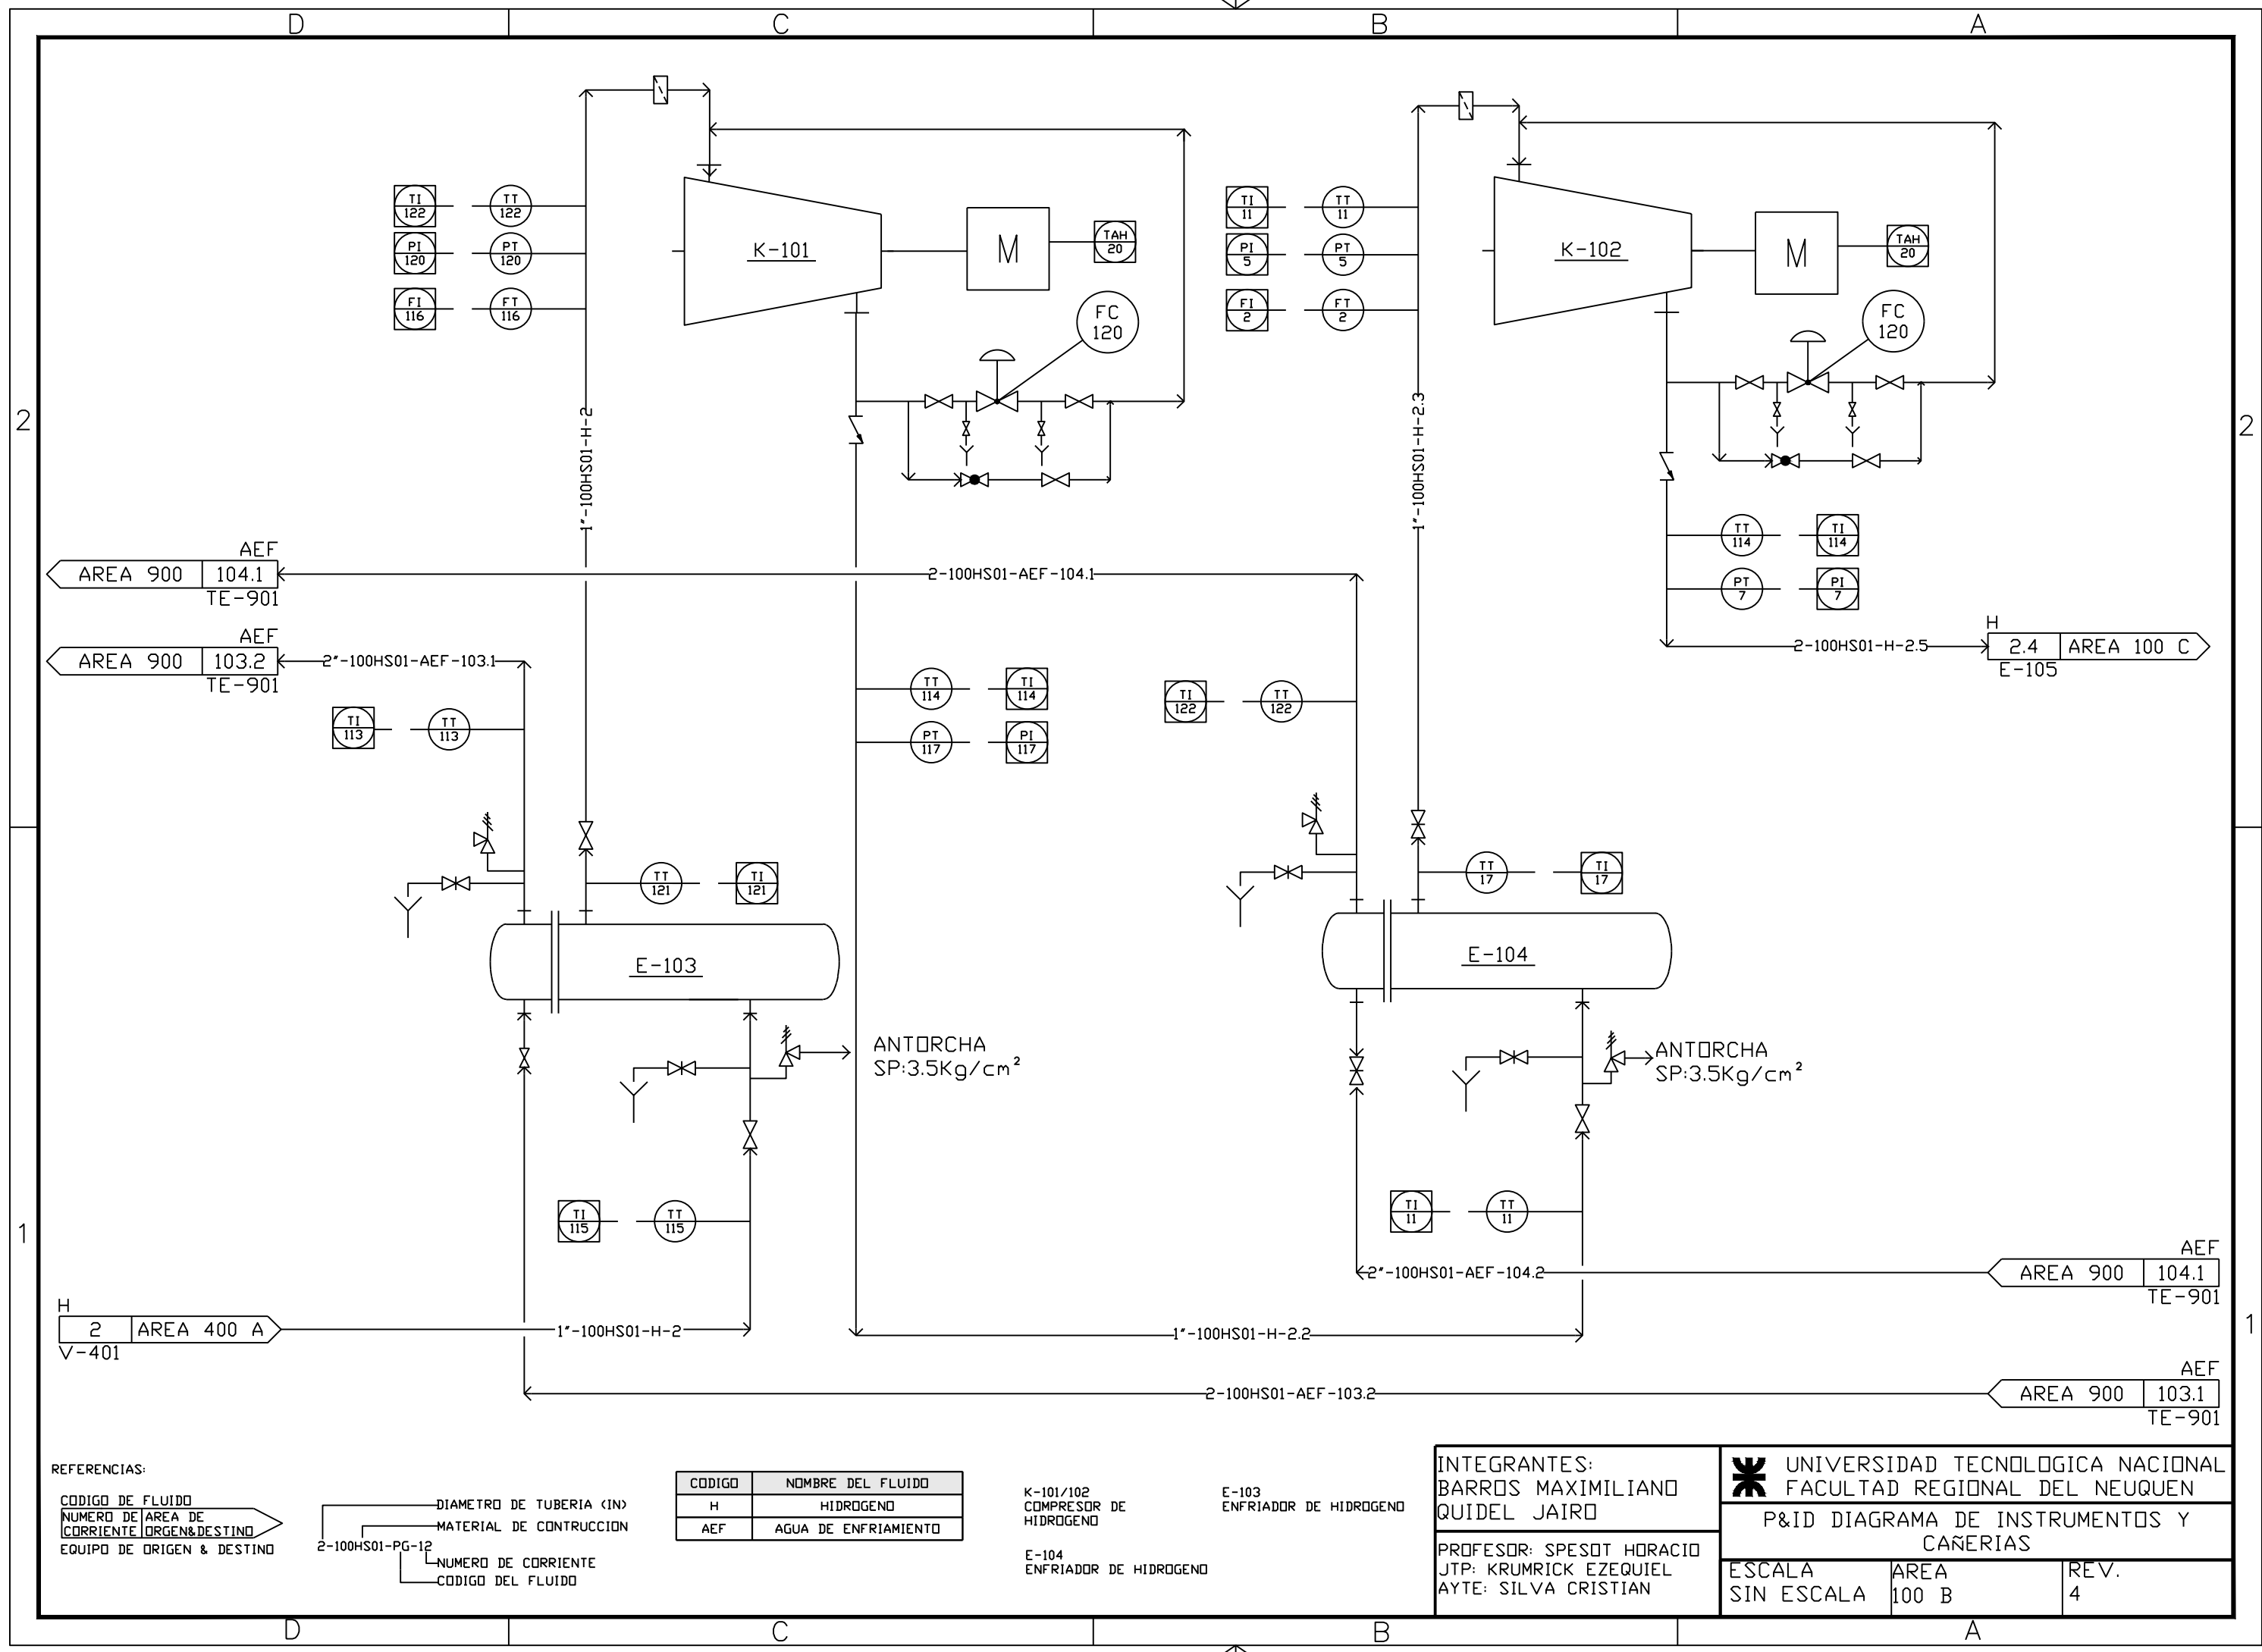 D
C
B
A
2
2
1
1
TI
122
TT
122
PI
120
PT
120
FI
116
FT
116
K-101
M
TAH
20
FC
120
1"-100HS01-H-2
TI
11
TT
11
PI
5
PT
5
FI
2
FT
2
K-102
M
TAH
20
FC
120
1"-100HS01-H-2.3
TT
114
TI
114
PT
7
PI
7
AEF
AREA 900
104.1
TE-901
2-100HS01-AEF-104.1
AEF
AREA 900
103.2
TE-901
2"-100HS01-AEF-103.1
H
2.4
AREA 100 C
E-105
2-100HS01-H-2.5
TI
113
TT
113
TT
114
TI
114
PT
117
PI
117
TI
122
TT
122
TT
121
TI
121
TT
17
TI
17
E-103
E-104
ANTORCHA
SP:3.5Kg/cm²
ANTORCHA
SP:3.5Kg/cm²
TI
115
TT
115
TI
11
TT
11
2"-100HS01-AEF-104.2
AEF
AREA 900
104.1
TE-901
H
2
AREA 400 A
V-401
1"-100HS01-H-2
1"-100HS01-H-2.2
2-100HS01-AEF-103.2
AEF
AREA 900
103.1
TE-901
REFERENCIAS:
CODIGO DE FLUIDO
NUMERO DE
CORRIENTE
AREA DE
ORGEN&DESTINO
EQUIPO DE ORIGEN & DESTINO
DIAMETRO DE TUBERIA (IN)
MATERIAL DE CONTRUCCION
2-100HS01-PG-12
NUMERO DE CORRIENTE
CODIGO DEL FLUIDO
CODIGO NOMBRE DEL FLUIDO
H HIDROGENO
AEF AGUA DE ENFRIAMIENTO
K-101/102
COMPRESOR DE
HIDROGENO
E-103
ENFRIADOR DE HIDROGENO
E-104
ENFRIADOR DE HIDROGENO
INTEGRANTES:
BARROS MAXIMILIANO
QUIDEL JAIRO
PROFESOR: SPESOT HORACIO
JTP: KRUMRICK EZEQUIEL
AYTE: SILVA CRISTIAN
UNIVERSIDAD TECNOLOGICA NACIONAL
FACULTAD REGIONAL DEL NEUQUEN
P&ID DIAGRAMA DE INSTRUMENTOS Y
CAÑERIAS
ESCALA
SIN ESCALA
AREA
100 B
REV.
4
D
C
B
A